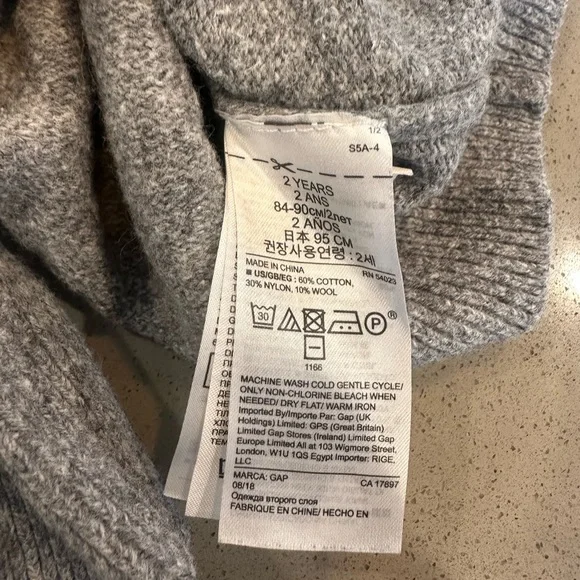 1/2
S5A-4
2 YEARS
2 ANS
84-90см/2лет
2 AÑOS
日本 95 CM
권장사용연령 : 2세
MADE IN CHINA RN 54023
■ US/GB/EG : 60% COTTON,
30% NYLON, 10% WOOL
30 P ®
1166
MACHINE WASH COLD GENTLE CYCLE/
ONLY NON-CHLORINE BLEACH WHEN
NEEDED/ DRY FLAT/ WARM IRON
Imported By/Importe Par: Gap (UK
Holdings) Limited: GPS (Great Britain)
Limited Gap Stores (Ireland) Limited Gap
Europe Limited All at 103 Wigmore Street,
London, W1U 1QS Egypt Importer: RIGE,
LLC
MARCA: GAP CA 17897
08/18
Одежда второго слоя
FABRIQUE EN CHINE/ HECHO EN